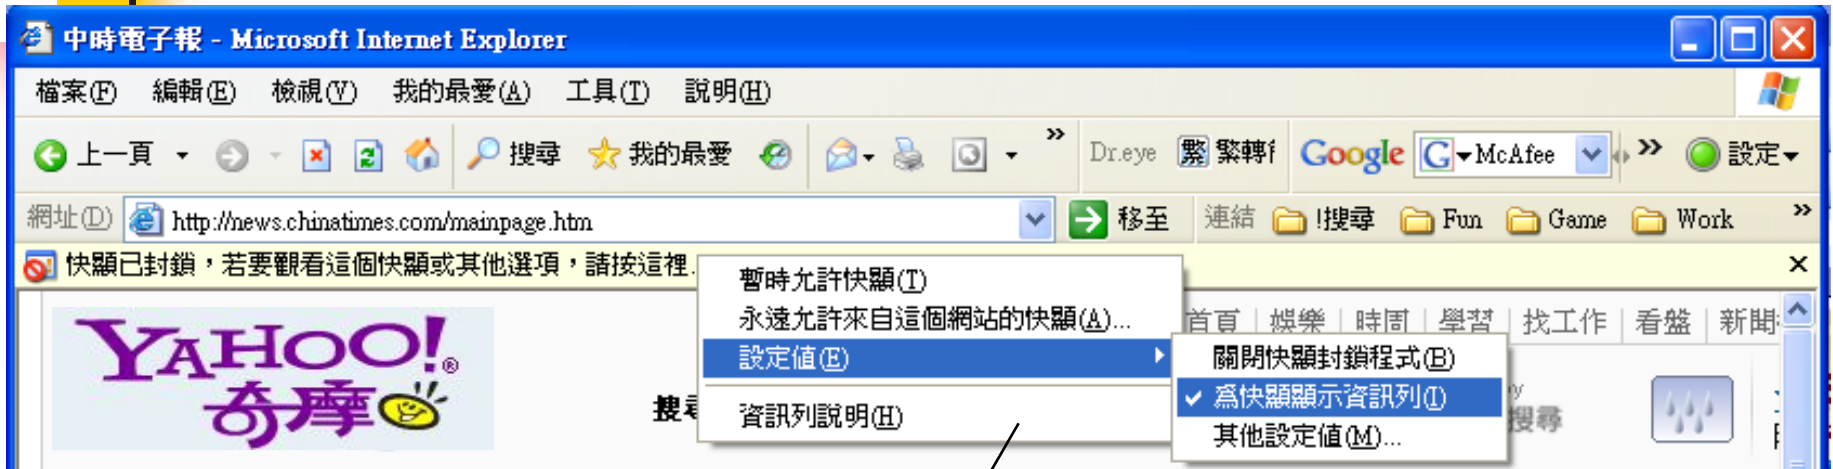 中時電子報 - Microsoft Internet Explorer
檔案(F) 編輯(E) 檢視(V) 我的最愛(A) 工具(T) 說明(H)
上一頁 搜尋 我的最愛 » Dr.eye 繁 繁轉 Google G McAfee » 設定
網址(D) http://news.chinatimes.com/mainpage.htm 移至 連結 !搜尋 Fun Game Work »
快顯已封鎖，若要觀看這個快顯或其他選項，請按這裡.
暫時允許快顯(T)
永遠允許來自這個網站的快顯(A)...
設定值(E)
資訊列說明(H)
關閉快顯封鎖程式(B)
為快顯顯示資訊列(I)
其他設定值(M)...
首頁 | 娛樂 | 時周 | 學習 | 找工作 | 看盤 | 新聞
YAHOO!®
奇摩
搜尋
搜尋